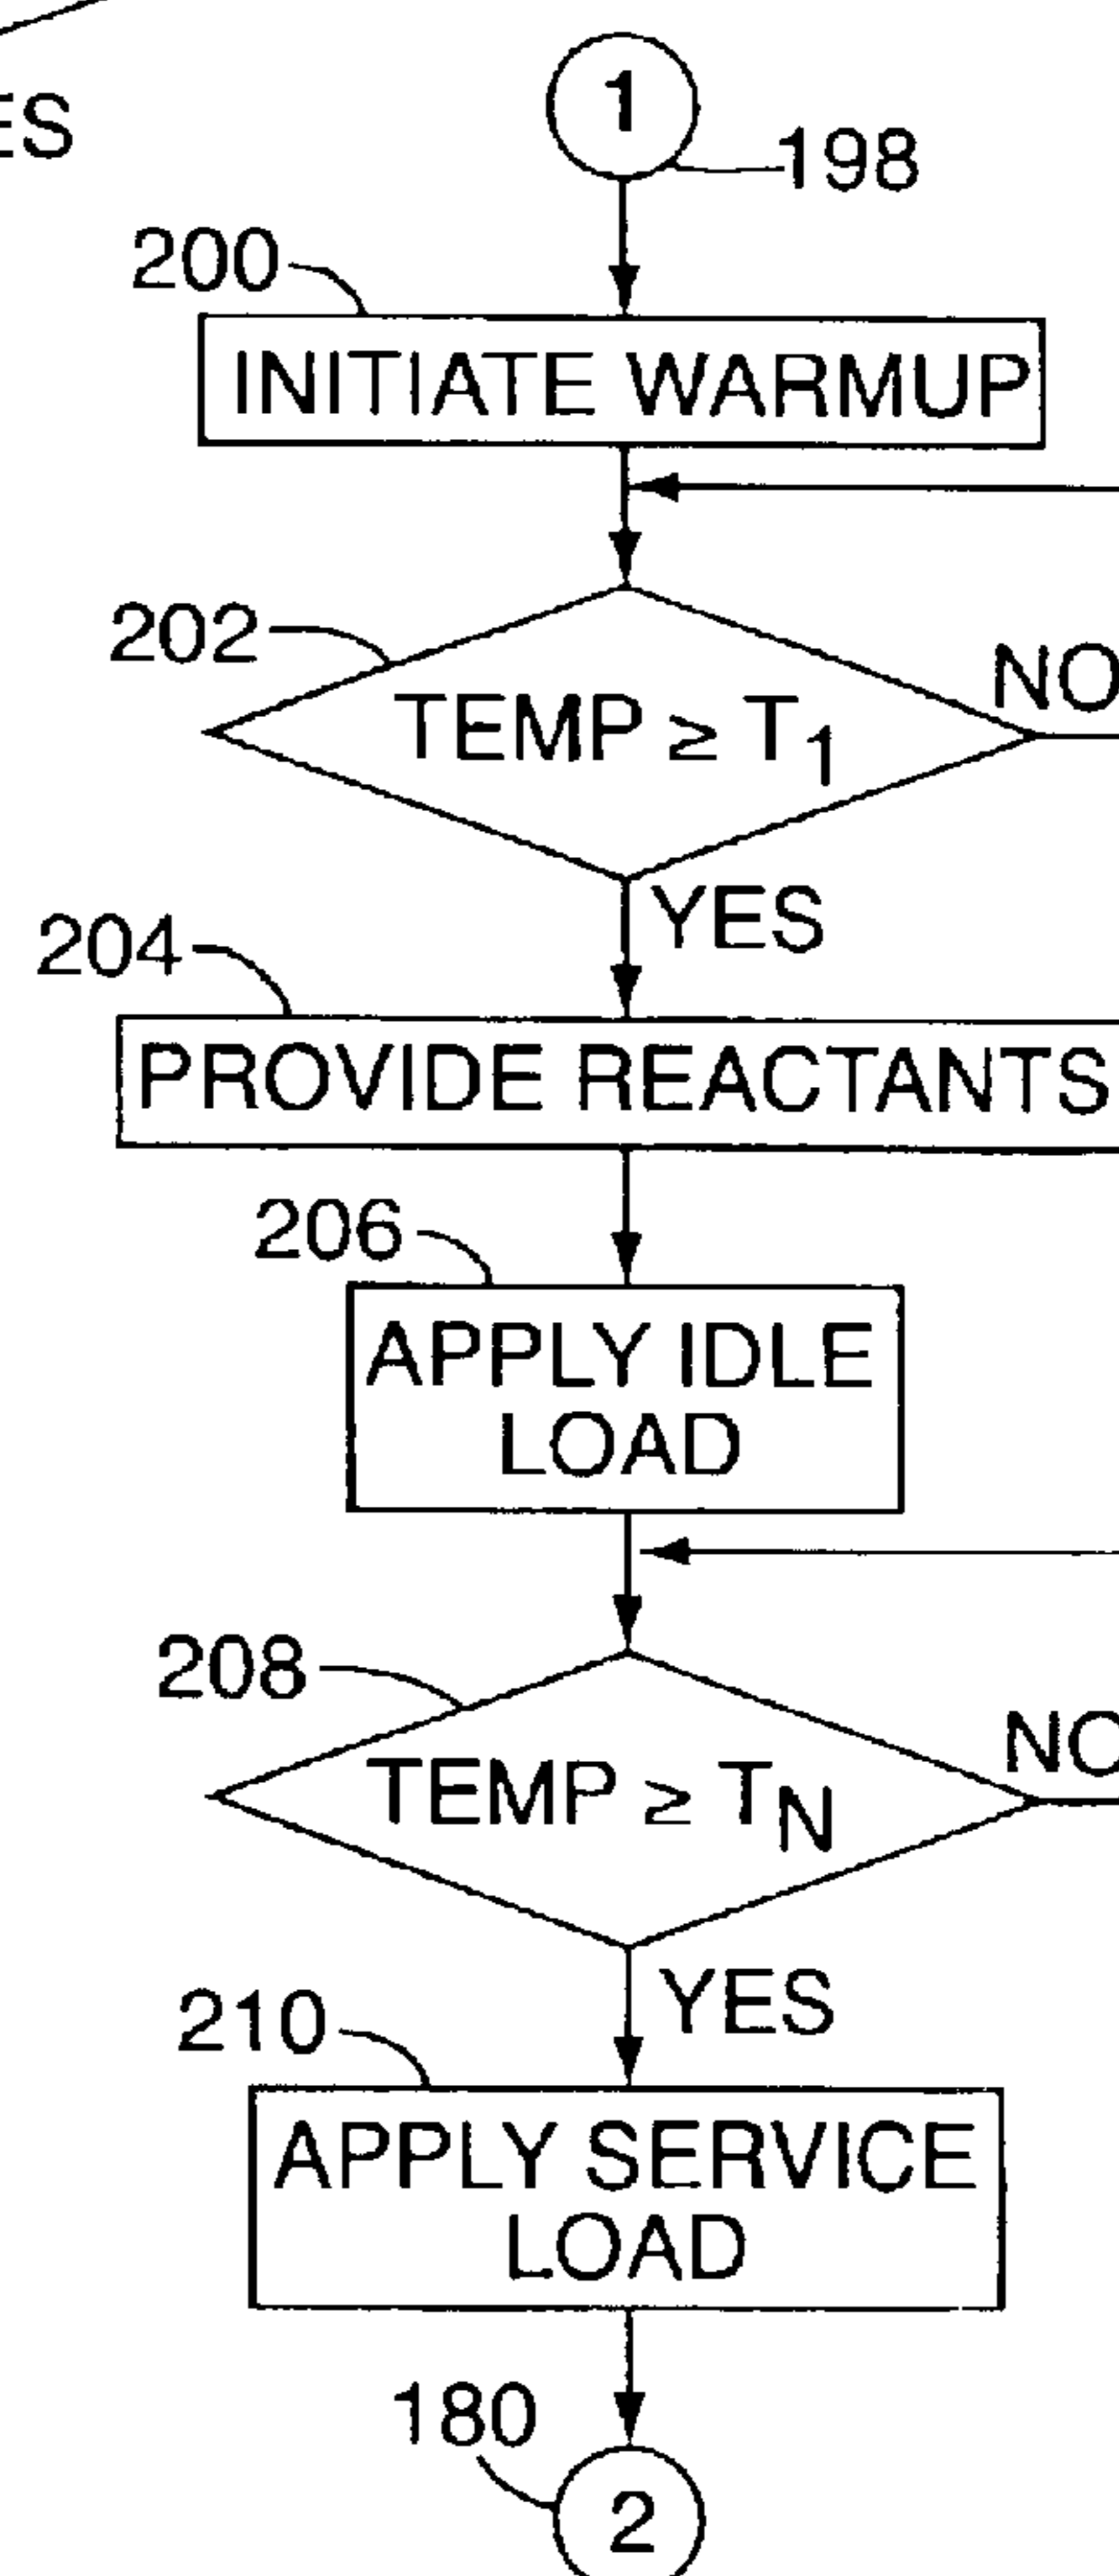 ES
1
198
200
INITIATE WARMUP
202
TEMP ≥ T1
NO
YES
204
PROVIDE REACTANTS
206
APPLY IDLE
LOAD
208
TEMP ≥ TN
NO
YES
210
APPLY SERVICE
LOAD
180
2